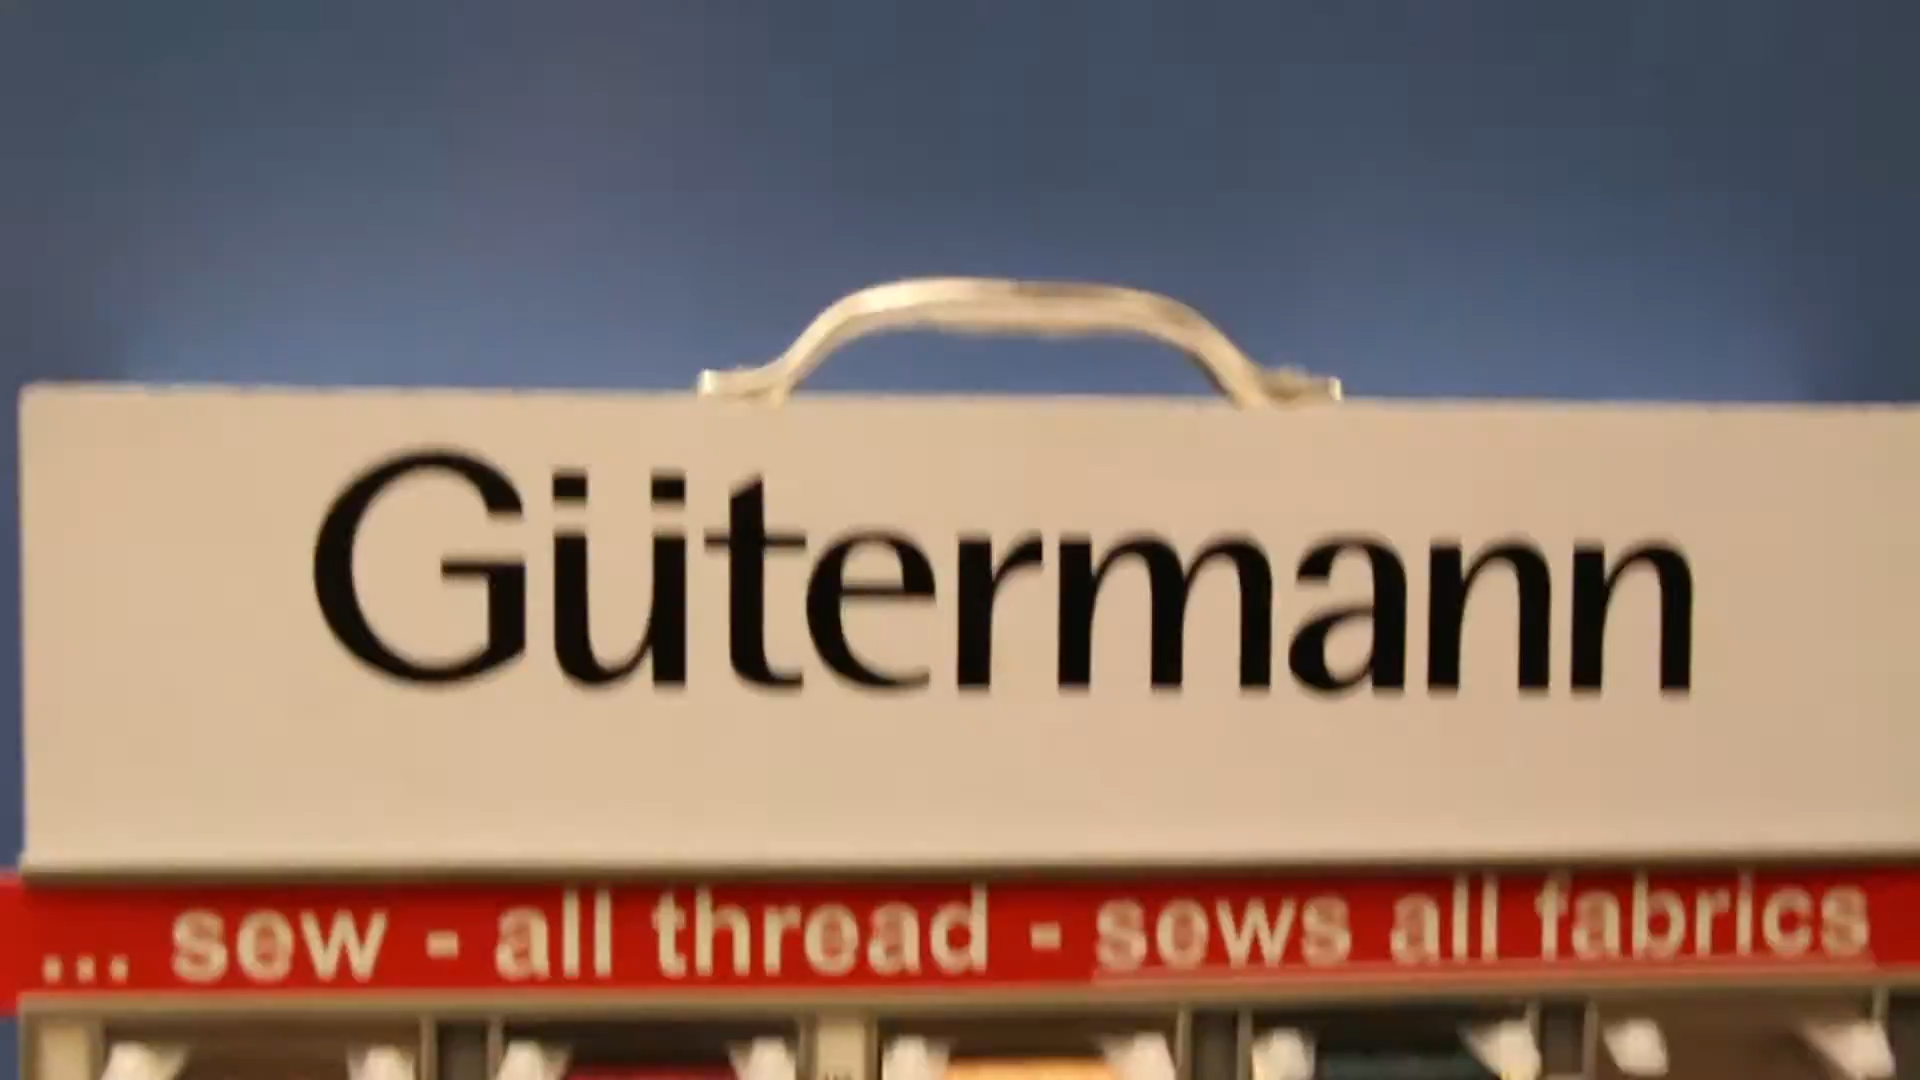 Gütermann
... sew - all thread - sews all fabrics